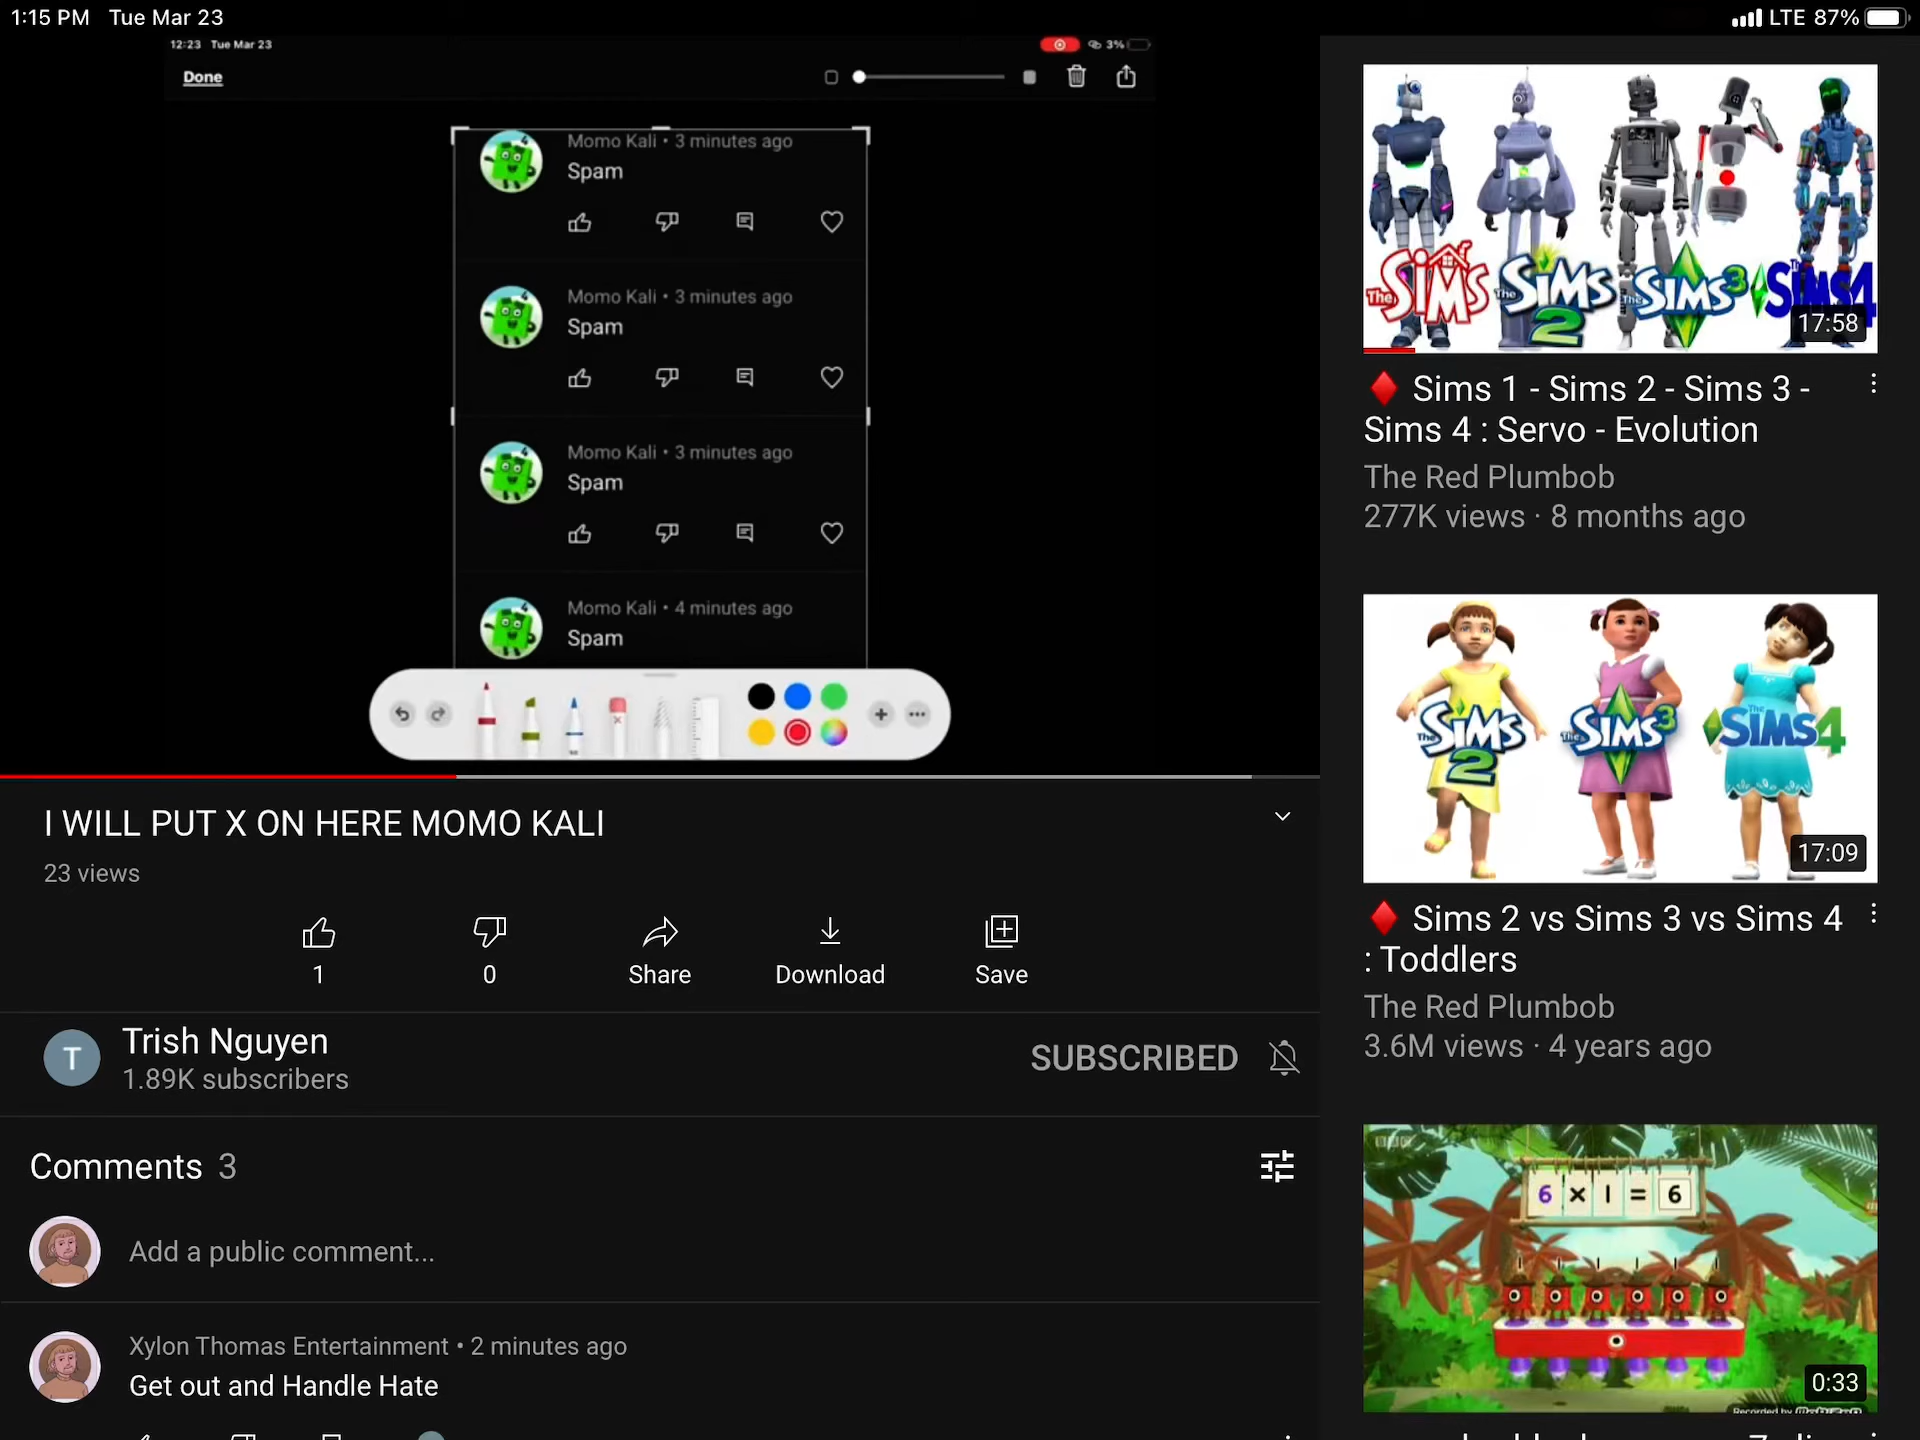 1:15 PM Tue Mar 23
LTE 87%
12:23 Tue Mar 23
3%
Done
Momo Kali • 3 minutes ago
Spam
Momo Kali • 3 minutes ago
Spam
Momo Kali • 3 minutes ago
Spam
Momo Kali • 4 minutes ago
Spam
I WILL PUT X ON HERE MOMO KALI
23 views
1
0
Share
Download
Save
T
Trish Nguyen
1.89K subscribers
SUBSCRIBED
Comments 3
Add a public comment...
Xylon Thomas Entertainment • 2 minutes ago
Get out and Handle Hate
The SIMS
The SIMS 2
The SIMS 3
The SIMS 4
17:58
♦️ Sims 1 - Sims 2 - Sims 3 -
Sims 4 : Servo - Evolution
The Red Plumbob
277K views · 8 months ago
The SIMS 2
The SIMS 3
The SIMS 4
17:09
♦️ Sims 2 vs Sims 3 vs Sims 4
: Toddlers
The Red Plumbob
3.6M views · 4 years ago
6 × 1 = 6
0:33
Recorded by